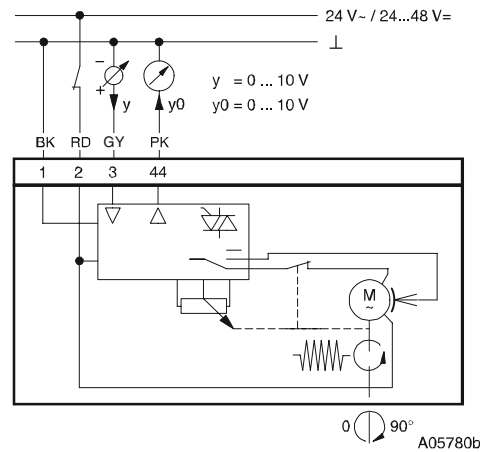 24 V~ / 24...48 V=
⊥
− 
+ y y0
y = 0 ... 10 V
y0 = 0 ... 10 V
BK RD GY PK
1 2 3 44
M
~
0 90°
A05780b